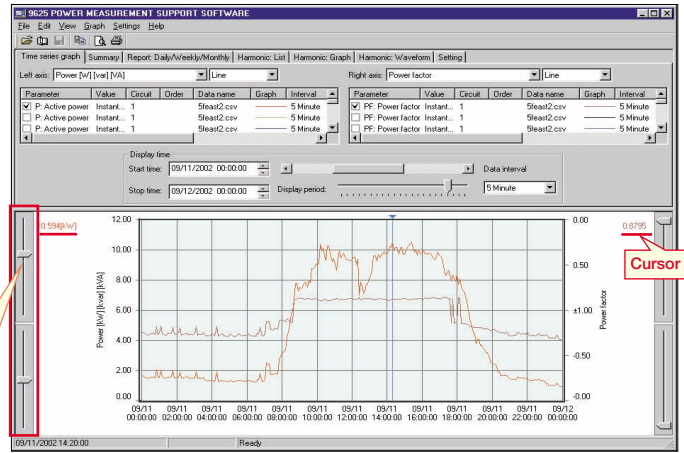 9625 POWER MEASUREMENT SUPPORT SOFTWARE
File Edit View Graph Settings Help
Time series graph Summary Report: Daily/Weekly/Monthly Harmonic: List Harmonic: Graph Harmonic: Waveform Setting
Left axis: Power [W] [var] [VA] Line Right axis: Power factor Line
Parameter Value Circuit Order Data name Graph Interval Parameter Value Circuit Order Data name Graph Interval
P: Active power Instant... 1 5feast2.csv 5 Minute PF: Power factor Instant... 1 5feast2.csv 5 Minute
P: Active power Instant... 1 5feast2.csv 5 Minute PF: Power factor Instant... 1 5feast2.csv 5 Minute
P: Active power Instant... 1 5feast2.csv 5 Minute PF: Power factor Instant... 1 5feast2.csv 5 Minute
Display time
Start time: 09/11/2002 00:00:00 Data interval
Stop time: 09/12/2002 00:00:00 Display period: 5 Minute
0.594[kW] 12.00 0.00 0.8795
10.00
0.50 Cursor
8.00
Power [kW] [kvar] [kVA]
6.00 ±1.00 Power factor
4.00
-0.50
2.00
0.00 -0.00
09/11 09/11 09/11 09/11 09/11 09/11 09/11 09/11 09/11 09/11 09/11 09/11 09/12
00:00:00 02:00:00 04:00:00 06:00:00 08:00:00 10:00:00 12:00:00 14:00:00 16:00:00 18:00:00 20:00:00 22:00:00 00:00:00
09/11/2002 14:20:00 Ready